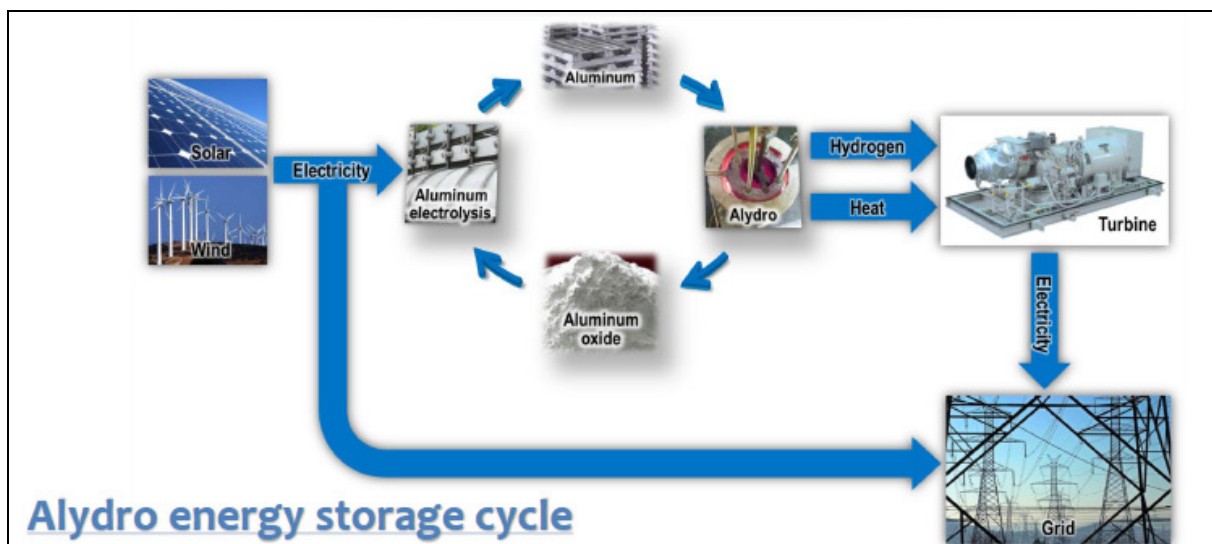 Solar
Wind
Electricity
Aluminum
electrolysis
Aluminum
Alydro
Aluminum
oxide
Hydrogen
Heat
Turbine
Electricity
Grid
Alydro energy storage cycle